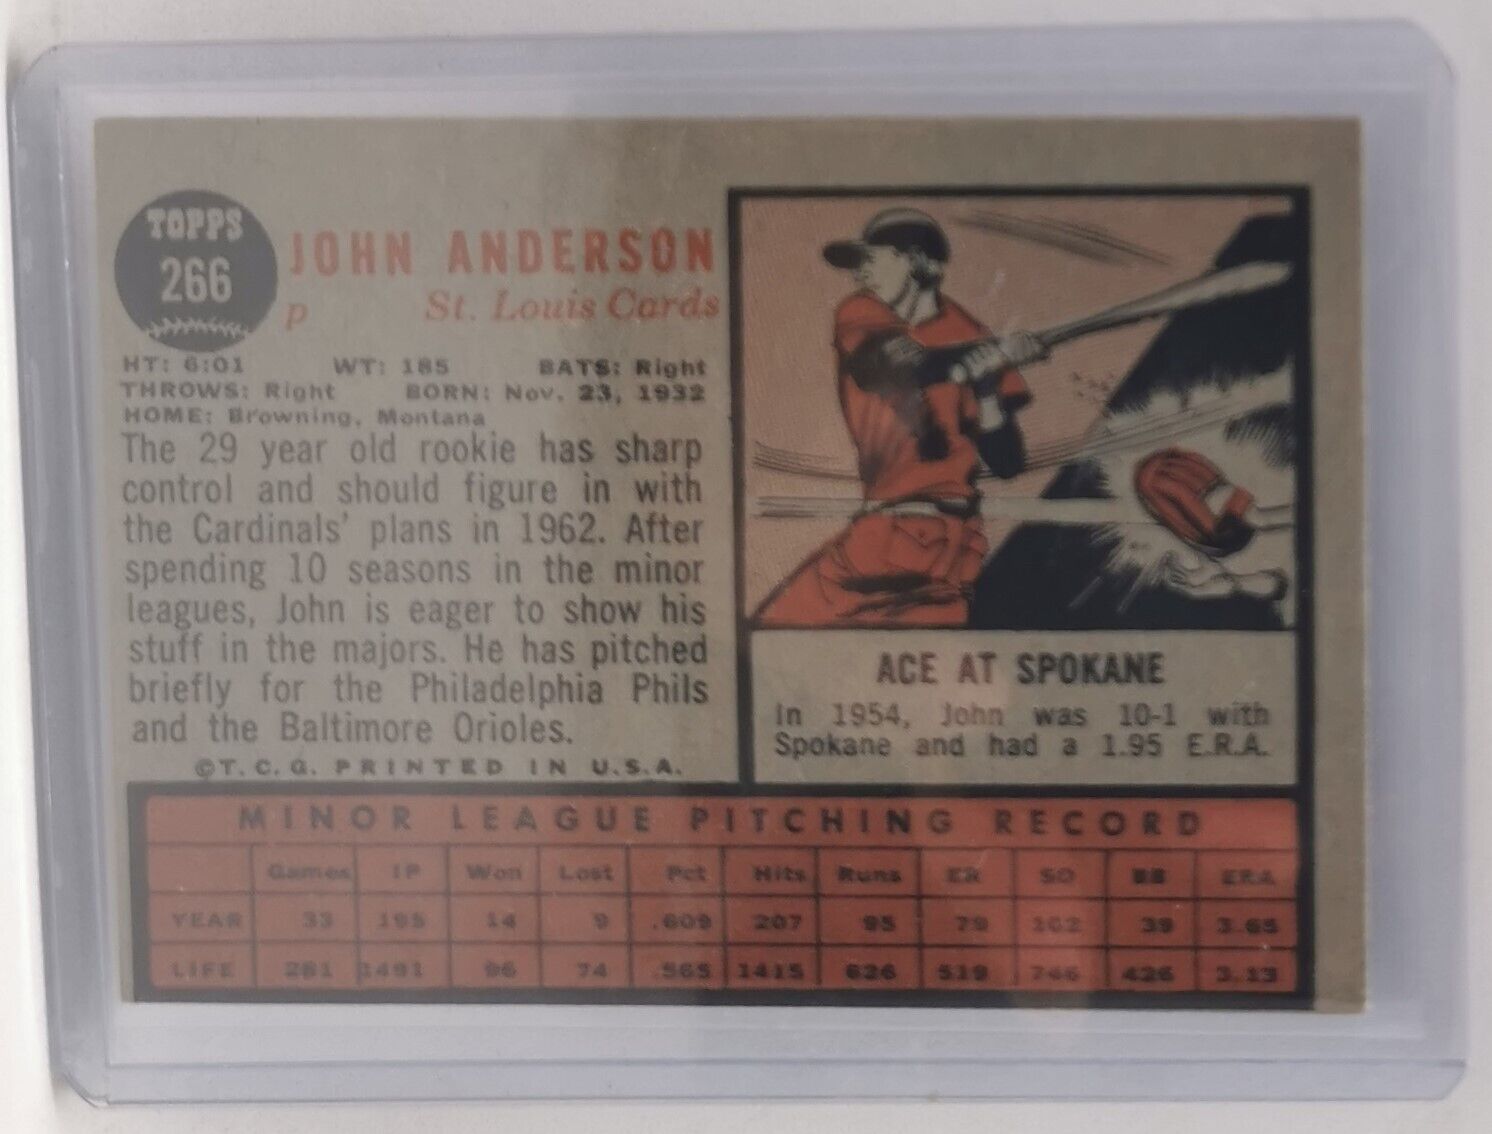 TOPPS
266
JOHN ANDERSON
P St. Louis Cards
HT: 6:01 WT: 185 BATS: Right
THROWS: Right BORN: Nov. 23, 1932
HOME: Browning, Montana
The 29 year old rookie has sharp
control and should figure in with
the Cardinals' plans in 1962. After
spending 10 seasons in the minor
leagues, John is eager to show his
stuff in the majors. He has pitched
briefly for the Philadelphia Phils
and the Baltimore Orioles.
©T. C. G. PRINTED IN U.S.A.
ACE AT SPOKANE
In 1954, John was 10-1 with
Spokane and had a 1.95 E.R.A.
MINOR LEAGUE PITCHING RECORD
Games IP Won Lost Pct Hits Runs ER SO BB ERA
YEAR 33 195 14 9 .609 207 95 79 102 39 3.65
LIFE 281 1491 96 74 .565 1415 626 519 746 426 3.13